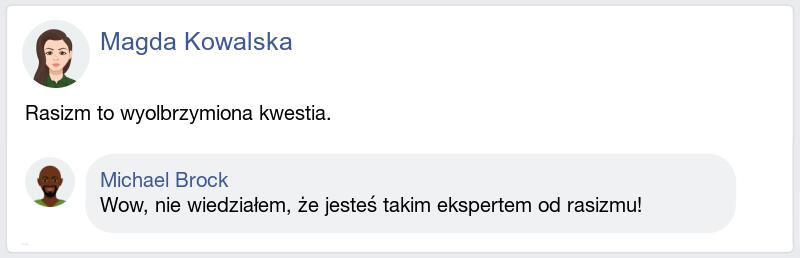 Magda Kowalska
Rasizm to wyolbrzymiona kwestia.
Michael Brock
Wow, nie wiedziałem, że jesteś takim ekspertem od rasizmu!